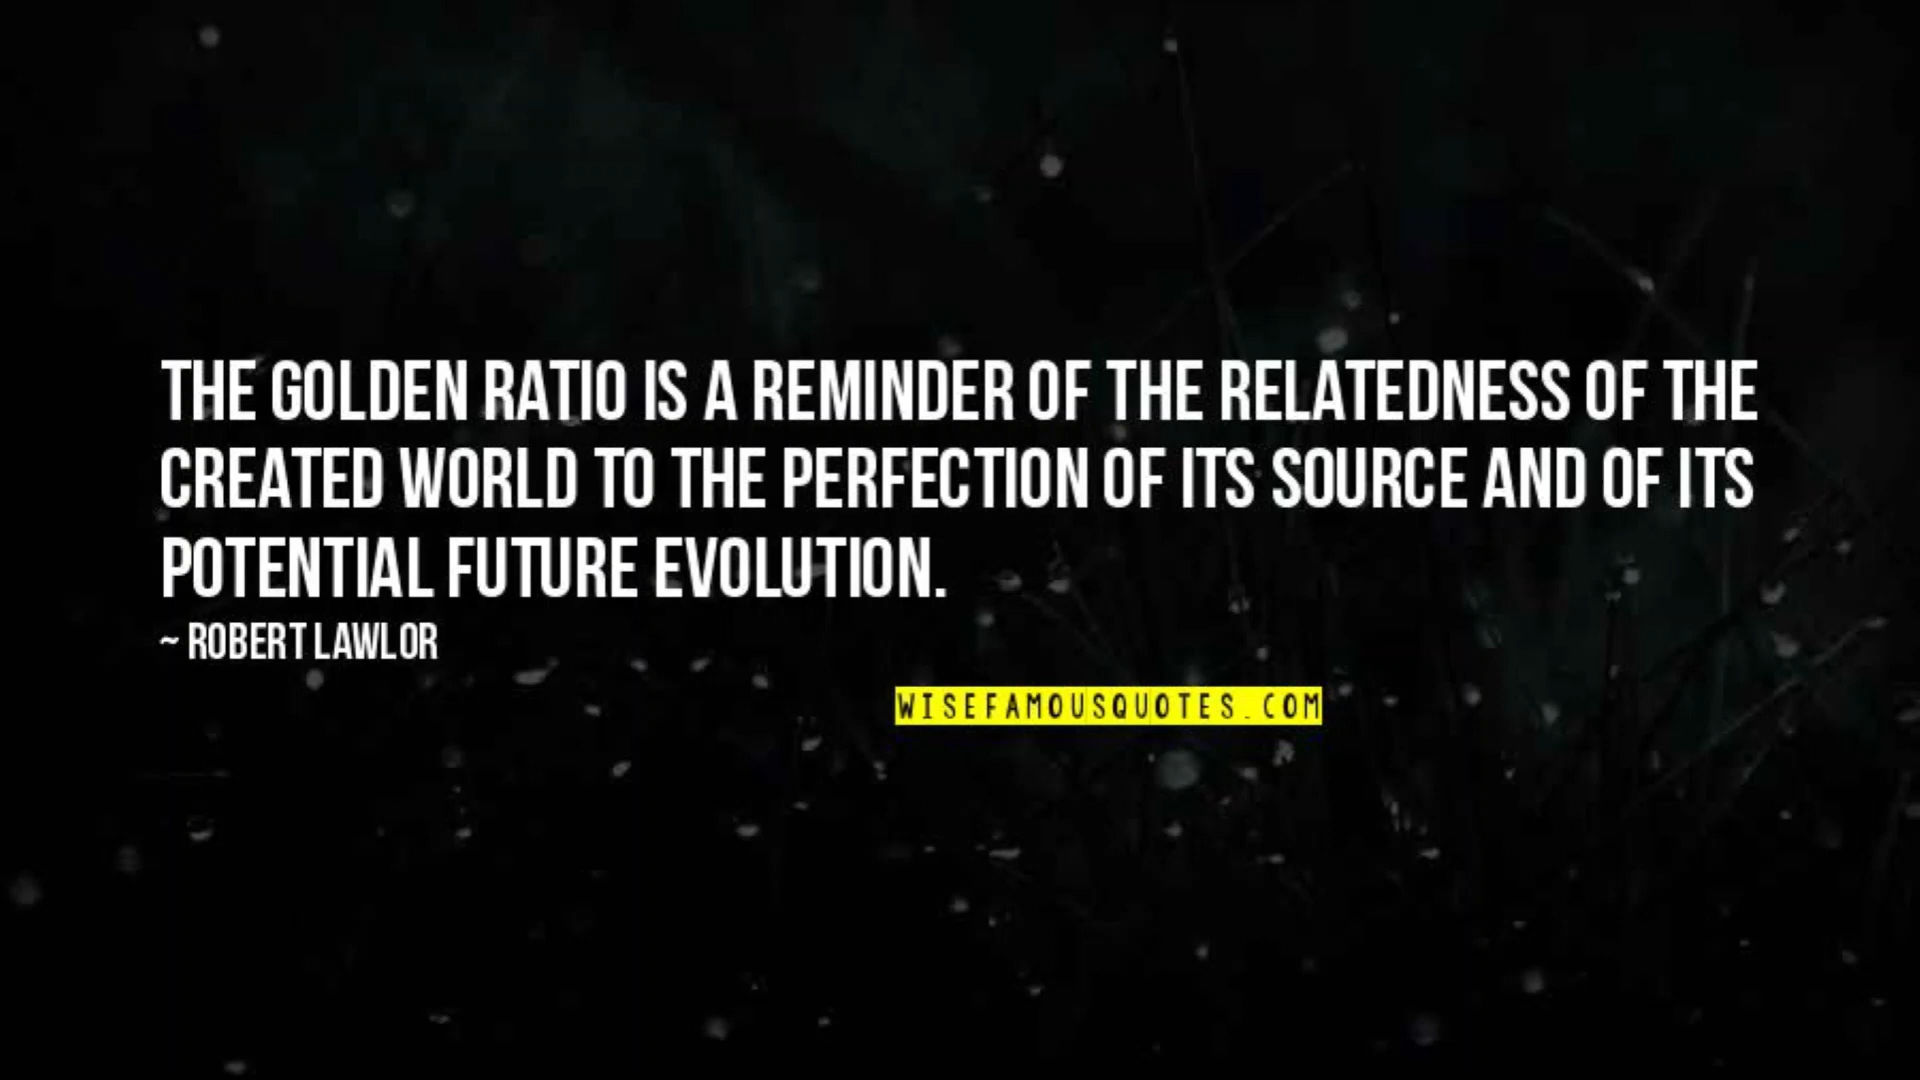 THE GOLDEN RATIO IS A REMINDER OF THE RELATEDNESS OF THE
CREATED WORLD TO THE PERFECTION OF ITS SOURCE AND OF ITS
POTENTIAL FUTURE EVOLUTION.
~ ROBERT LAWLOR
WISEFAMOUSQUOTES.COM